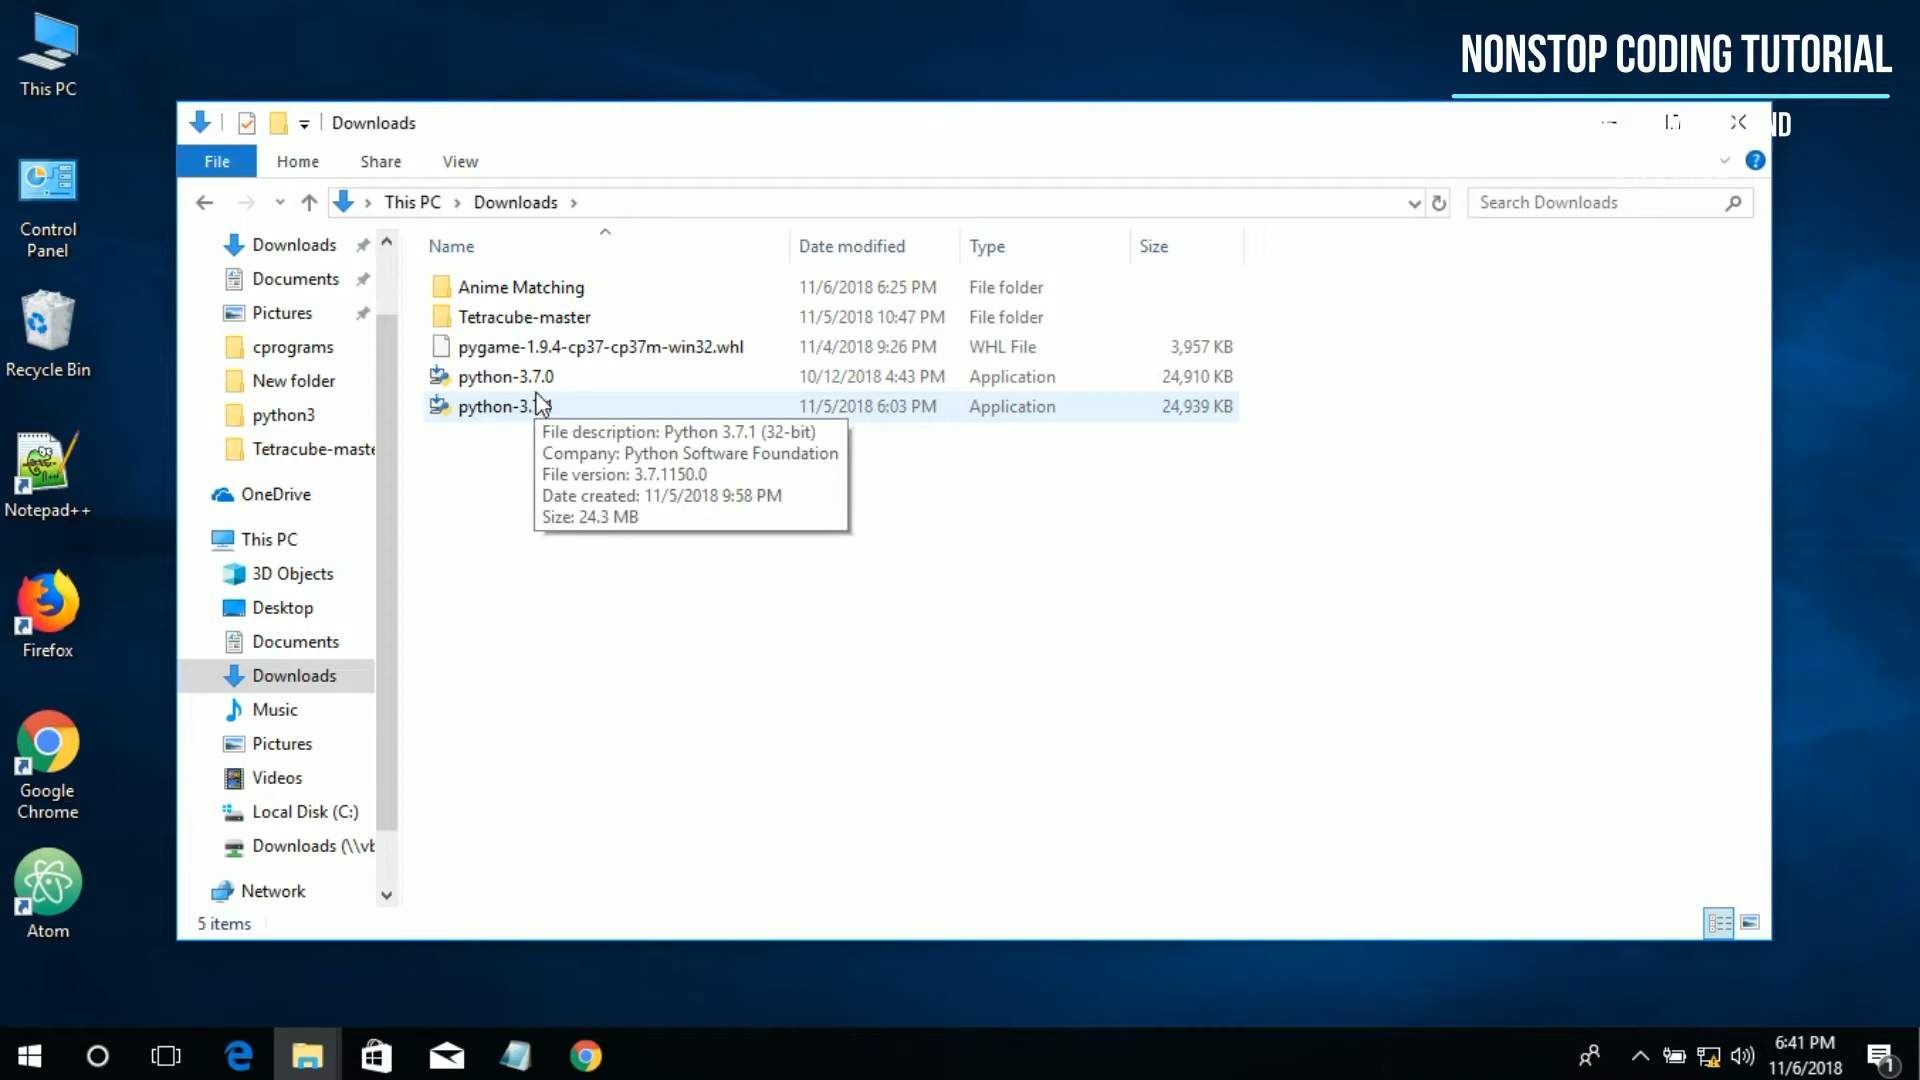 NONSTOP CODING TUTORIAL
ND
This PC
Control
Panel
Recycle Bin
Notepad++
Firefox
Google
Chrome
Atom
Downloads
File Home Share View
This PC Downloads
Search Downloads
Downloads
Documents
Pictures
cprograms
New folder
python3
Tetracube-maste
OneDrive
This PC
3D Objects
Desktop
Documents
Downloads
Music
Pictures
Videos
Local Disk (C:)
Downloads (\\vb
Network
5 items
Name Date modified Type Size
Anime Matching 11/6/2018 6:25 PM File folder
Tetracube-master 11/5/2018 10:47 PM File folder
pygame-1.9.4-cp37-cp37m-win32.whl 11/4/2018 9:26 PM WHL File 3,957 KB
python-3.7.0 10/12/2018 4:43 PM Application 24,910 KB
11/5/2018 6:03 PM Application 24,939 KB
File description: Python 3.7.1 (32-bit)
Company: Python Software Foundation
File version: 3.7.1150.0
Date created: 11/5/2018 9:58 PM
Size: 24.3 MB
6:41 PM
11/6/2018
1